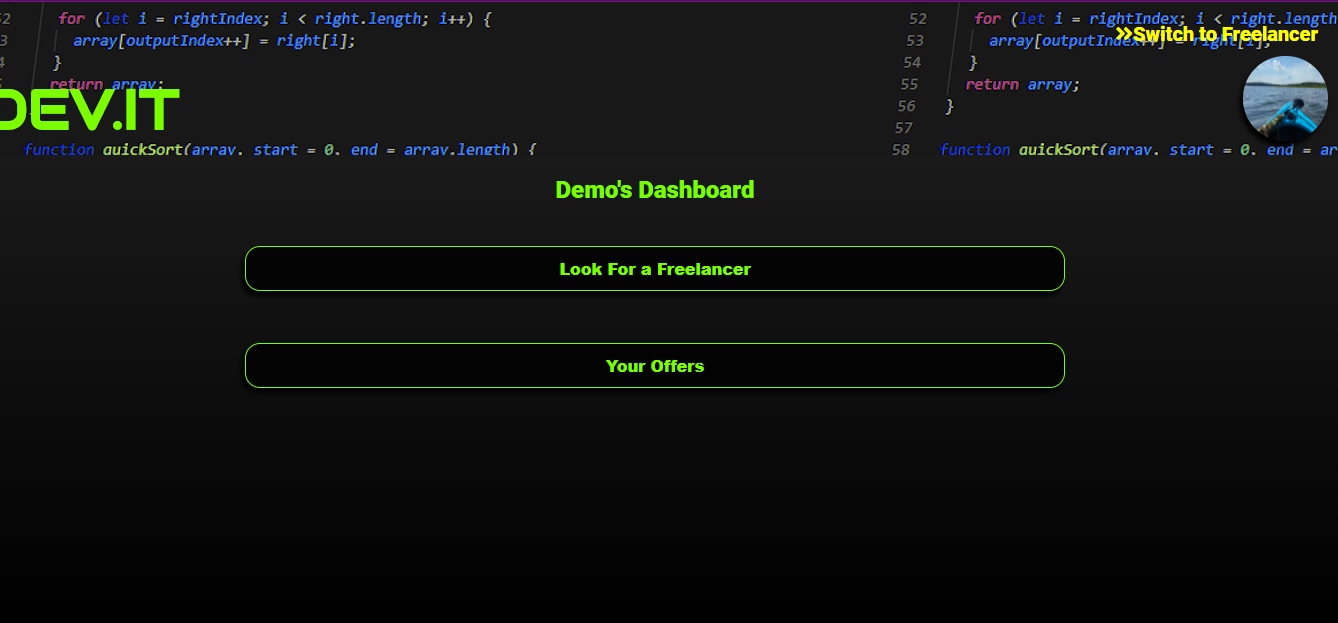 52 for (let i = rightIndex; i < right.length; i++) { 52 for (let i = rightIndex; i < right.length
3 array[outputIndex++] = right[i]; 53 array[outputIndex++] = right[i];
»Switch to Freelancer
4 } 54 }
return array; 55 return array;
DEV.IT
56 }
57
function quickSort(array, start = 0, end = array.length) { 58 function quickSort(array, start = 0, end = ar
Demo's Dashboard
Look For a Freelancer
Your Offers